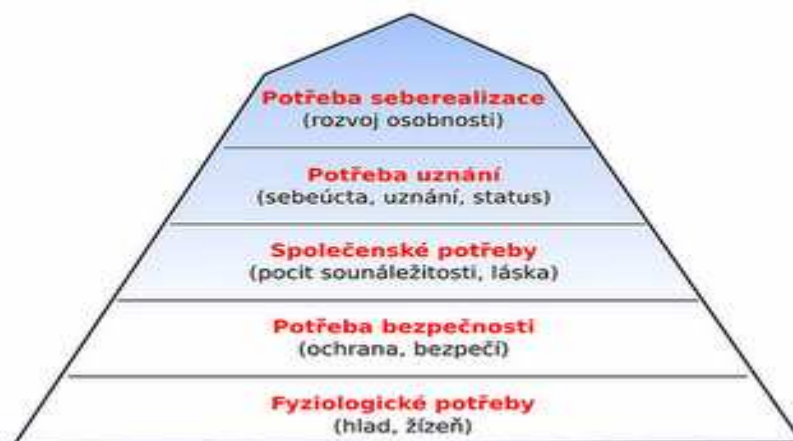 Potřeba seberealizace
(rozvoj osobnosti)
Potřeba uznání
(sebeúcta, uznání, status)
Společenské potřeby
(pocit sounáležitosti, láska)
Potřeba bezpečnosti
(ochrana, bezpečí)
Fyziologické potřeby
(hlad, žízeň)